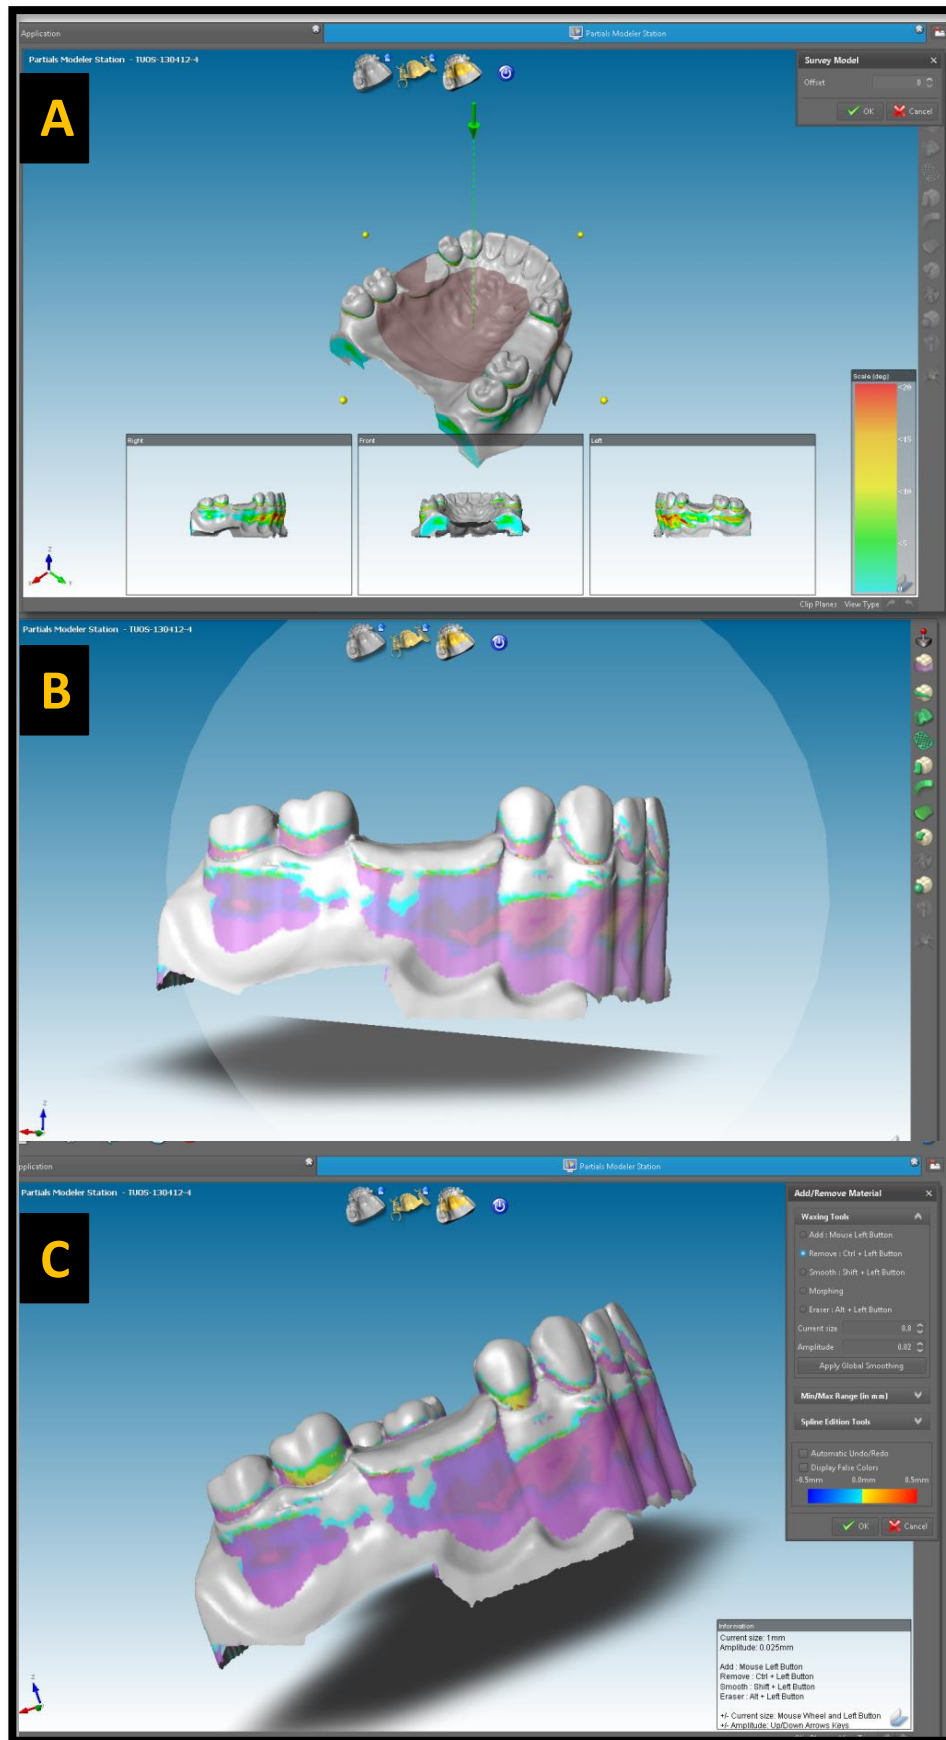 Application
Partials Modeler Station
Partials Modeler Station - TUOS-130412-4
Survey Model
Offset 0
OK Cancel
A
Scale (deg)
<20
<15
<10
<5
0
Right
Front
Left
Z
X
Y
Clip Planes View Type
Partials Modeler Station - TUOS-130412-4
B
Z
pplication
Partials Modeler Station
Partials Modeler Station - TUOS-130412-4
C
Add/Remove Material
Waxing Tools
Add : Mouse Left Button
Remove : Ctrl + Left Button
Smooth : Shift + Left Button
Morphing
Eraser : Alt + Left Button
Current size 0.8
Amplitude 0.02
Apply Global Smoothing
Min/Max Range (in mm)
Spline Edition Tools
Automatic Undo/Redo
Display False Colors
-0.5mm 0.0mm 0.5mm
OK Cancel
Z
Information
Current size: 1mm
Amplitude: 0.025mm
Add : Mouse Left Button
Remove : Ctrl + Left Button
Smooth : Shift + Left Button
Eraser : Alt + Left Button
+/- Current size: Mouse Wheel and Left Button
+/- Amplitude: Up/Down Arrows Keys